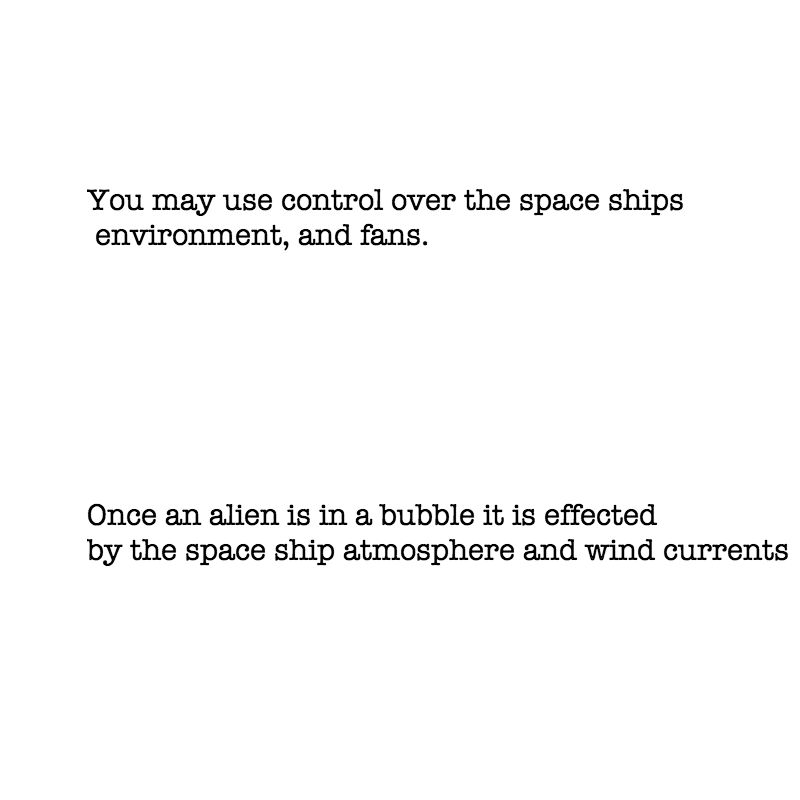 You may use control over the space ships
environment, and fans.
Once an alien is in a bubble it is effected
by the space ship atmosphere and wind currents